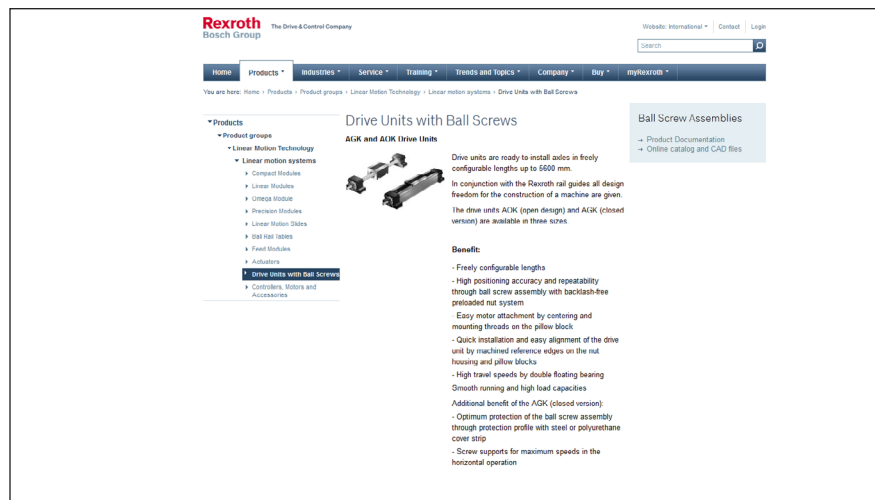 Rexroth
Bosch Group
The Drive & Control Company
Website: International
Contact
Login
Search
Home
Products
Industries
Service
Training
Trends and Topics
Company
Buy
myRexroth
You are here: Home › Products › Product groups › Linear Motion Technology › Linear motion systems › Drive Units with Ball Screws
Products
Product groups
Linear Motion Technology
Linear motion systems
Compact Modules
Linear Modules
Omega Module
Precision Modules
Linear Motion Slides
Ball Rail Tables
Feed Modules
Actuators
Drive Units with Ball Screws
Controllers, Motors and
Accessories
Drive Units with Ball Screws
AGK and AOK Drive Units
Drive units are ready to install axles in freely
configurable lengths up to 5600 mm.
In conjunction with the Rexroth rail guides all design
freedom for the construction of a machine are given.
The drive units AOK (open design) and AGK (closed
version) are available in three sizes.
Benefit:
- Freely configurable lengths
- High positioning accuracy and repeatability
through ball screw assembly with backlash-free
preloaded nut system
- Easy motor attachment by centering and
mounting threads on the pillow block
- Quick installation and easy alignment of the drive
unit by machined reference edges on the nut
housing and pillow blocks
- High travel speeds by double floating bearing
Smooth running and high load capacities
Additional benefit of the AGK (closed version):
- Optimum protection of the ball screw assembly
through protection profile with steel or polyurethane
cover strip
- Screw supports for maximum speeds in the
horizontal operation
Ball Screw Assemblies
→ Product Documentation
→ Online catalog and CAD files